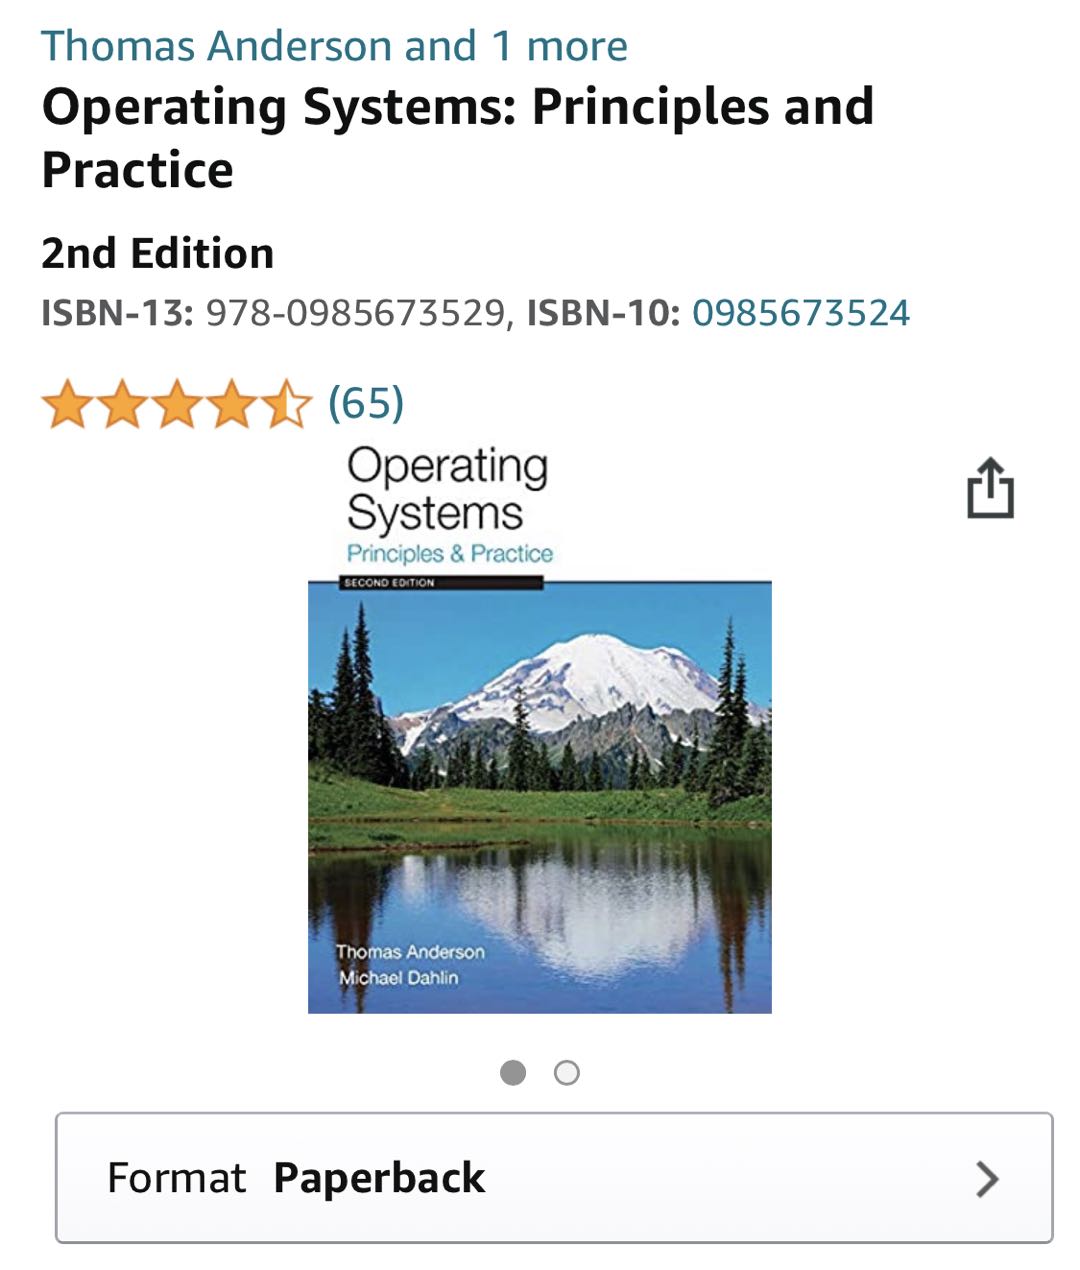 Thomas Anderson and 1 more
Operating Systems: Principles and
Practice
2nd Edition
ISBN-13: 978-0985673529, ISBN-10: 0985673524
(65)
Operating
Systems
Principles & Practice
SECOND EDITION
Thomas Anderson
Michael Dahlin
Format Paperback